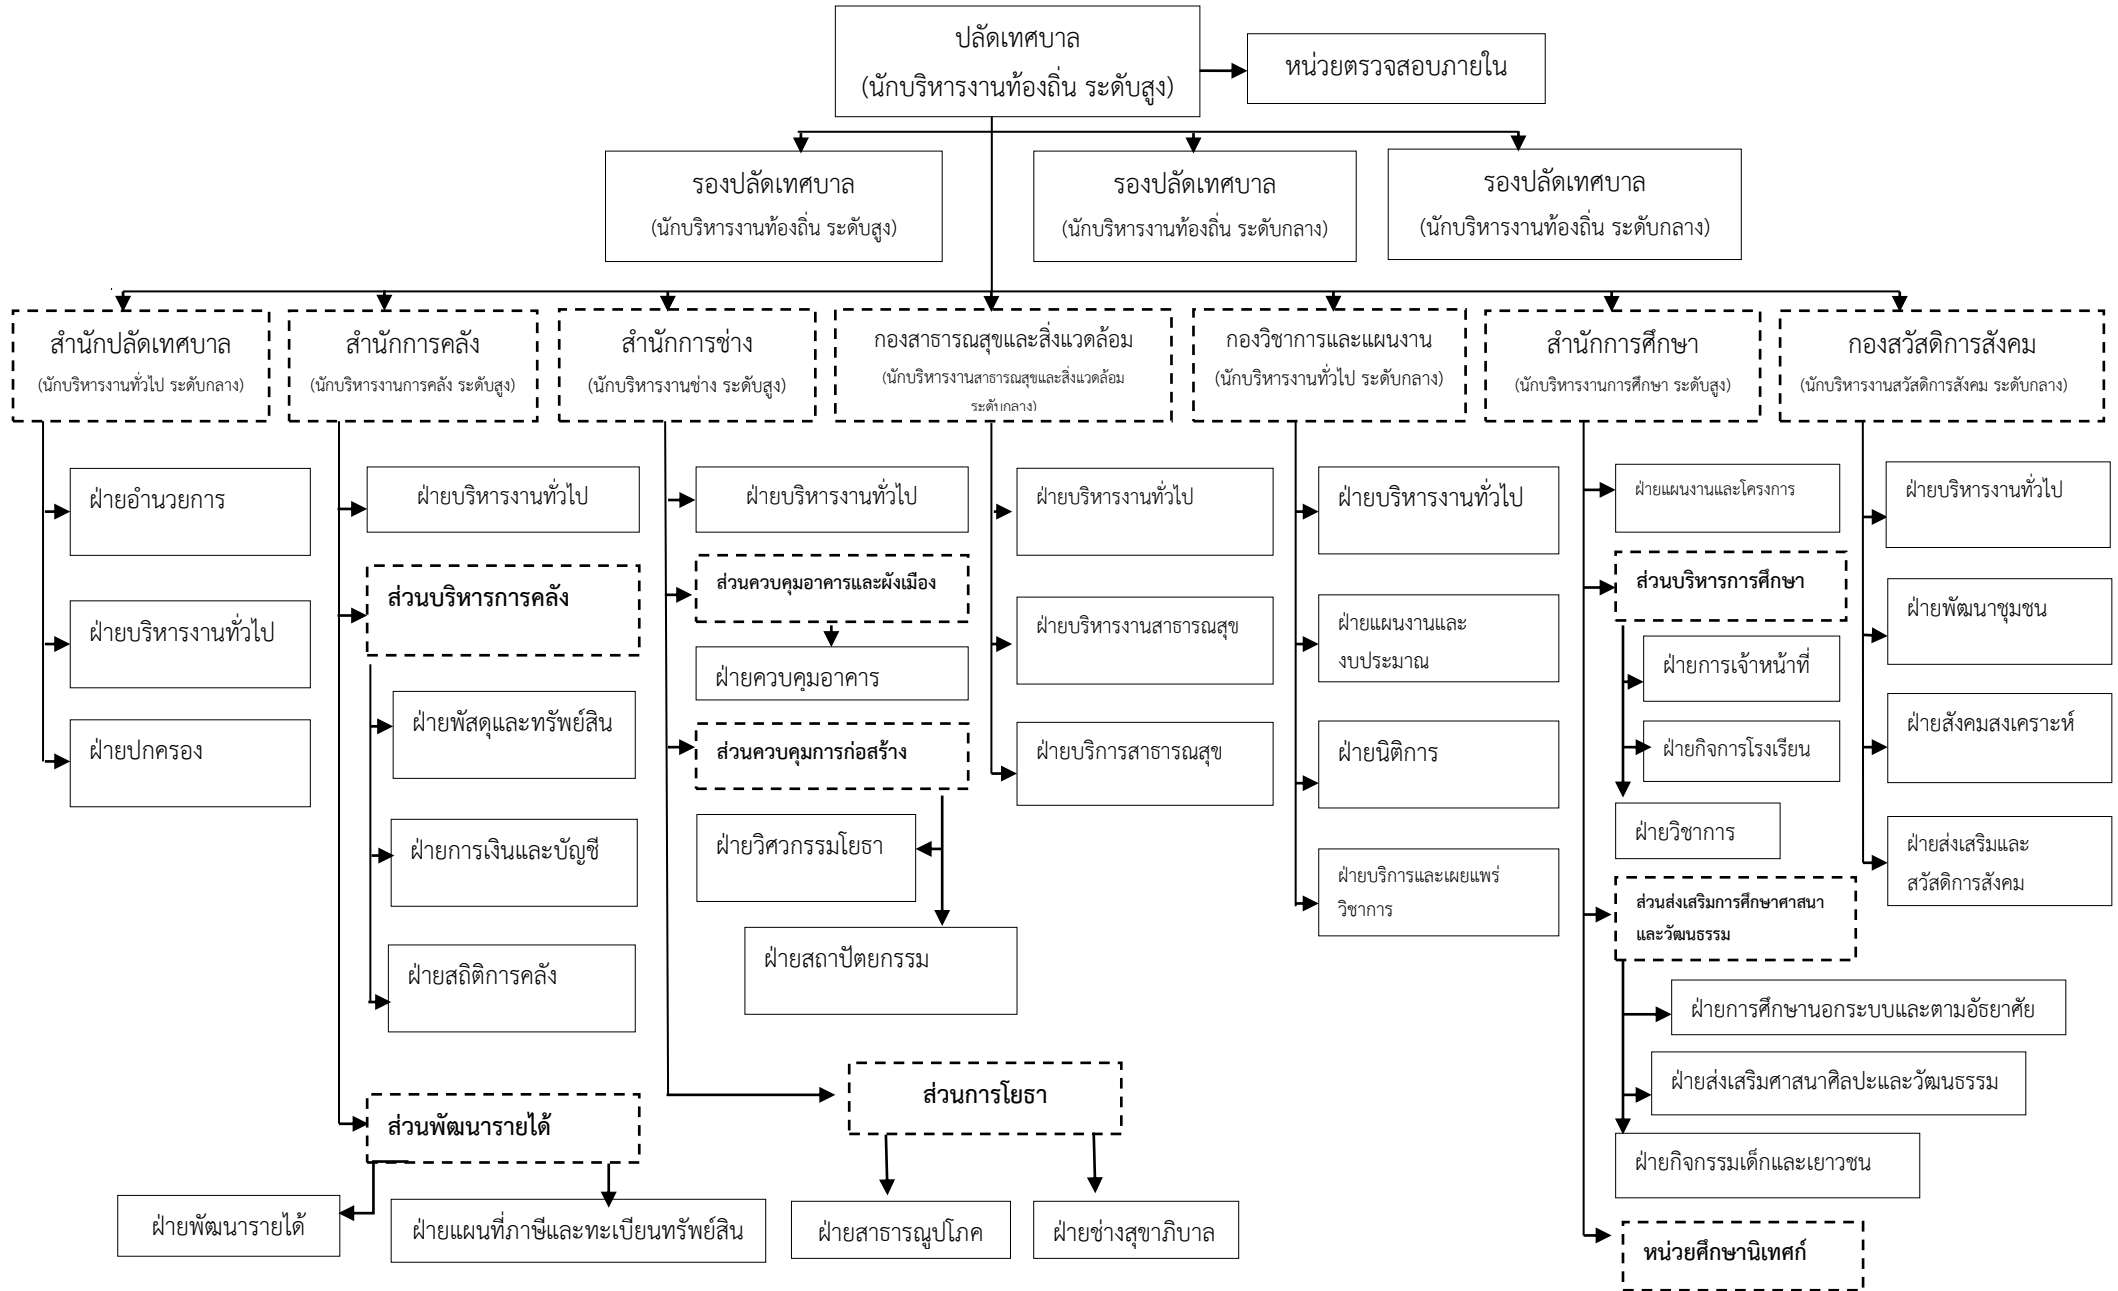 ปลัดเทศบาล
(นักบริหารงานท้องถิ่น ระดับสูง)
หน่วยตรวจสอบภายใน
รองปลัดเทศบาล
(นักบริหารงานท้องถิ่น ระดับสูง)
รองปลัดเทศบาล
(นักบริหารงานท้องถิ่น ระดับกลาง)
รองปลัดเทศบาล
(นักบริหารงานท้องถิ่น ระดับกลาง)
สำนักปลัดเทศบาล
(นักบริหารงานทั่วไป ระดับกลาง)
สำนักการคลัง
(นักบริหารงานการคลัง ระดับสูง)
สำนักการช่าง
(นักบริหารงานช่าง ระดับสูง)
กองสาธารณสุขและสิ่งแวดล้อม
(นักบริหารงานสาธารณสุขและสิ่งแวดล้อม
ระดับกลาง)
กองวิชาการและแผนงาน
(นักบริหารงานทั่วไป ระดับกลาง)
สำนักการศึกษา
(นักบริหารงานการศึกษา ระดับสูง)
กองสวัสดิการสังคม
(นักบริหารงานสวัสดิการสังคม ระดับกลาง)
ฝ่ายอำนวยการ
ฝ่ายบริหารงานทั่วไป
ฝ่ายปกครอง
ฝ่ายบริหารงานทั่วไป
ส่วนบริหารการคลัง
ฝ่ายพัสดุและทรัพย์สิน
ฝ่ายการเงินและบัญชี
ฝ่ายสถิติการคลัง
ส่วนพัฒนารายได้
ฝ่ายพัฒนารายได้
ฝ่ายแผนที่ภาษีและทะเบียนทรัพย์สิน
ฝ่ายบริหารงานทั่วไป
ส่วนควบคุมอาคารและผังเมือง
ฝ่ายควบคุมอาคาร
ส่วนควบคุมการก่อสร้าง
ฝ่ายวิศวกรรมโยธา
ฝ่ายสถาปัตยกรรม
ส่วนการโยธา
ฝ่ายสาธารณูปโภค
ฝ่ายช่างสุขาภิบาล
ฝ่ายบริหารงานทั่วไป
ฝ่ายบริหารงานสาธารณสุข
ฝ่ายบริการสาธารณสุข
ฝ่ายบริหารงานทั่วไป
ฝ่ายแผนงานและ
งบประมาณ
ฝ่ายนิติการ
ฝ่ายบริการและเผยแพร่
วิชาการ
ฝ่ายแผนงานและโครงการ
ส่วนบริหารการศึกษา
ฝ่ายการเจ้าหน้าที่
ฝ่ายกิจการโรงเรียน
ฝ่ายวิชาการ
ส่วนส่งเสริมการศึกษาศาสนา
และวัฒนธรรม
ฝ่ายการศึกษานอกระบบและตามอัธยาศัย
ฝ่ายส่งเสริมศาสนาศิลปะและวัฒนธรรม
ฝ่ายกิจกรรมเด็กและเยาวชน
หน่วยศึกษานิเทศก์
ฝ่ายบริหารงานทั่วไป
ฝ่ายพัฒนาชุมชน
ฝ่ายสังคมสงเคราะห์
ฝ่ายส่งเสริมและ
สวัสดิการสังคม